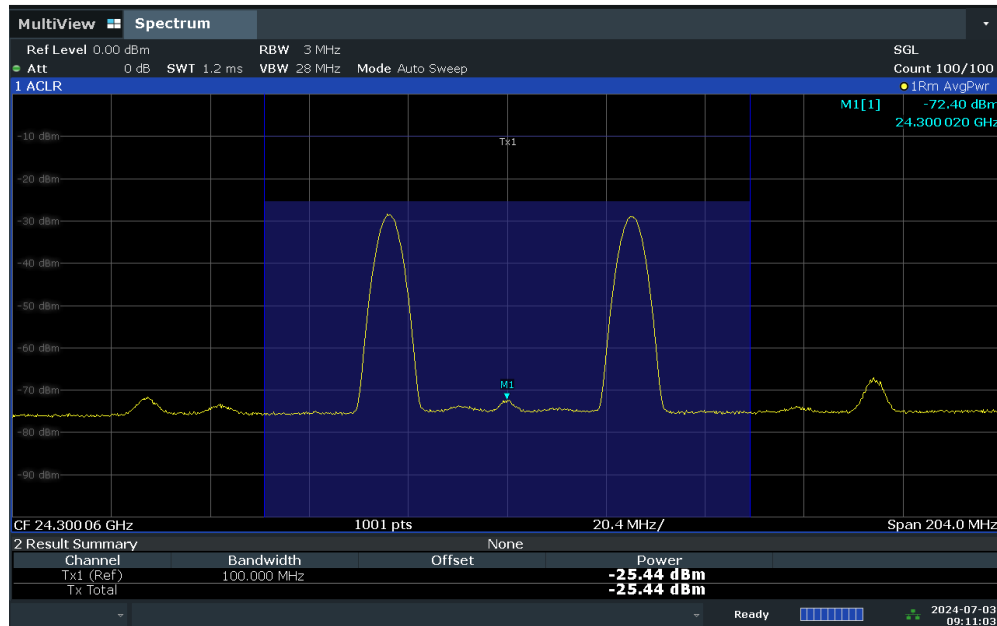 MultiView Spectrum
Ref Level 0.00 dBm RBW 3 MHz SGL
Att 0 dB SWT 1.2 ms VBW 28 MHz Mode Auto Sweep Count 100/100
1 ACLR 1Rm AvgPwr
M1[1] -72.40 dBm
24.300 020 GHz
-10 dBm
Tx1
-20 dBm
-30 dBm
-40 dBm
-50 dBm
-60 dBm
-70 dBm
M1
-80 dBm
-90 dBm
CF 24.300 06 GHz 1001 pts 20.4 MHz/ Span 204.0 MHz
2 Result Summary None
Channel Bandwidth Offset Power
Tx1 (Ref) 100.000 MHz -25.44 dBm
Tx Total -25.44 dBm
Ready 2024-07-03
09:11:03